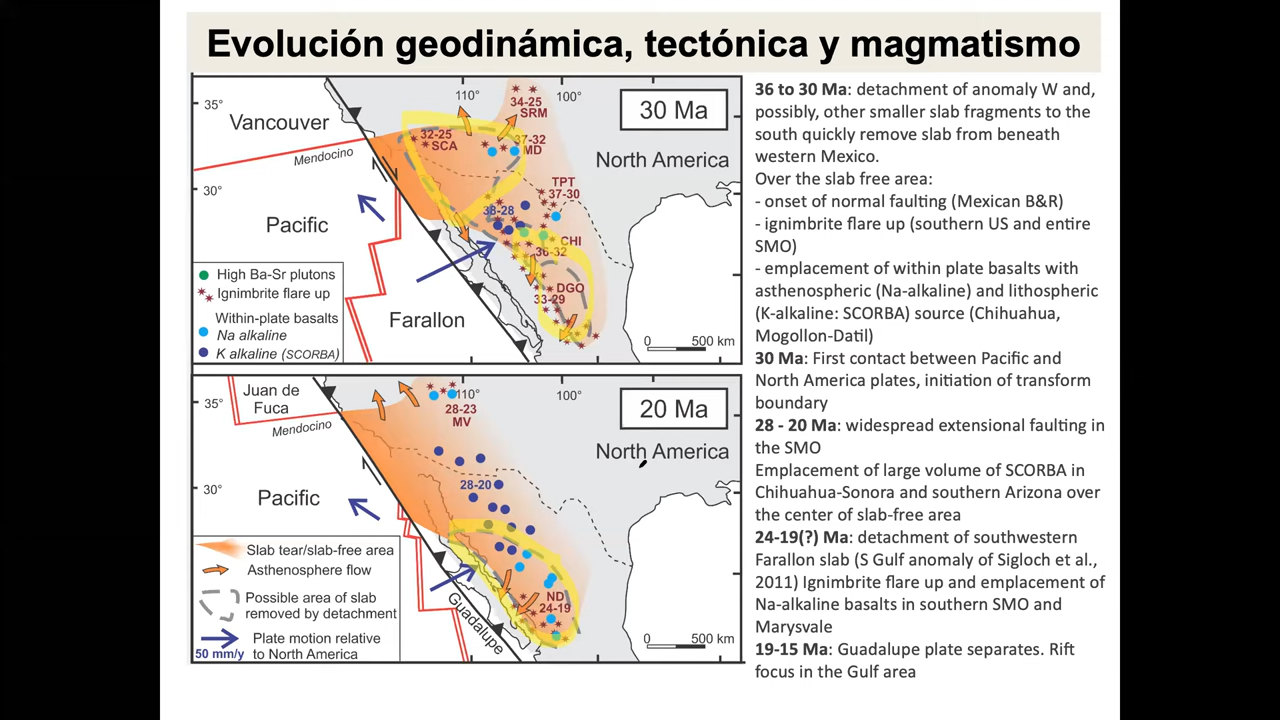 Evolución geodinámica, tectónica y magmatismo
35°
110°
100°
34-25
SRM
30 Ma
Vancouver
32-25
SCA
37-32
MD
Mendocino
North America
30°
TPT
37-30
38-28
Pacific
CHI
36-32
High Ba-Sr plutons
Ignimbrite flare up
DGO
33-29
Within-plate basalts
Na alkaline
K alkaline (SCORBA)
Farallon
0 500 km
Juan de
Fuca
35°
110°
100°
28-23
MV
20 Ma
Mendocino
North America
28-20
30°
Pacific
Slab tear/slab-free area
Asthenosphere flow
Possible area of slab
removed by detachment
Plate motion relative
to North America
50 mm/y
Guadalupe
ND
24-19
0 500 km
36 to 30 Ma: detachment of anomaly W and,
possibly, other smaller slab fragments to the
south quickly remove slab from beneath
western Mexico.
Over the slab free area:
- onset of normal faulting (Mexican B&R)
- ignimbrite flare up (southern US and entire
SMO)
- emplacement of within plate basalts with
asthenospheric (Na-alkaline) and lithospheric
(K-alkaline: SCORBA) source (Chihuahua,
Mogollon-Datil)
30 Ma: First contact between Pacific and
North America plates, initiation of transform
boundary
28 - 20 Ma: widespread extensional faulting in
the SMO
Emplacement of large volume of SCORBA in
Chihuahua-Sonora and southern Arizona over
the center of slab-free area
24-19(?) Ma: detachment of southwestern
Farallon slab (S Gulf anomaly of Sigloch et al.,
2011) Ignimbrite flare up and emplacement of
Na-alkaline basalts in southern SMO and
Marysvale
19-15 Ma: Guadalupe plate separates. Rift
focus in the Gulf area